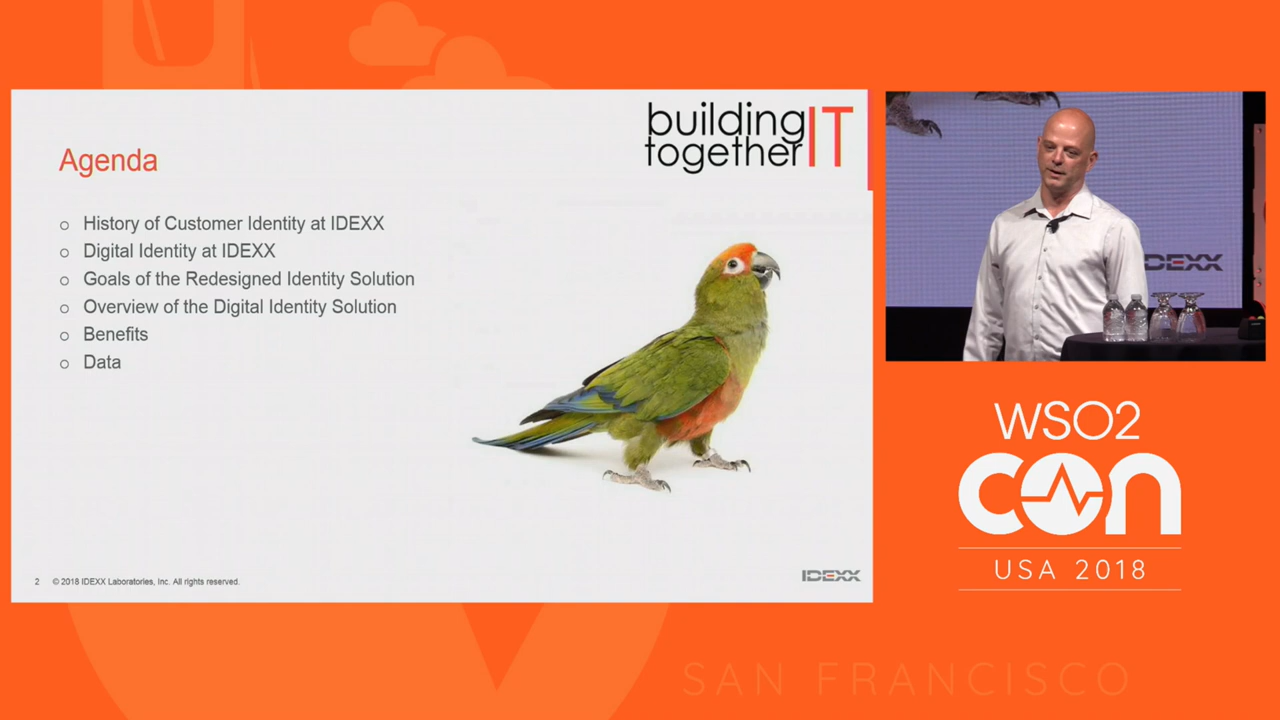 building
together IT
Agenda
o History of Customer Identity at IDEXX
o Digital Identity at IDEXX
o Goals of the Redesigned Identity Solution
o Overview of the Digital Identity Solution
o Benefits
o Data
2 © 2018 IDEXX Laboratories, Inc. All rights reserved.
IDEXX
IDEXX
WSO2
con
USA 2018
SAN FRANCISCO